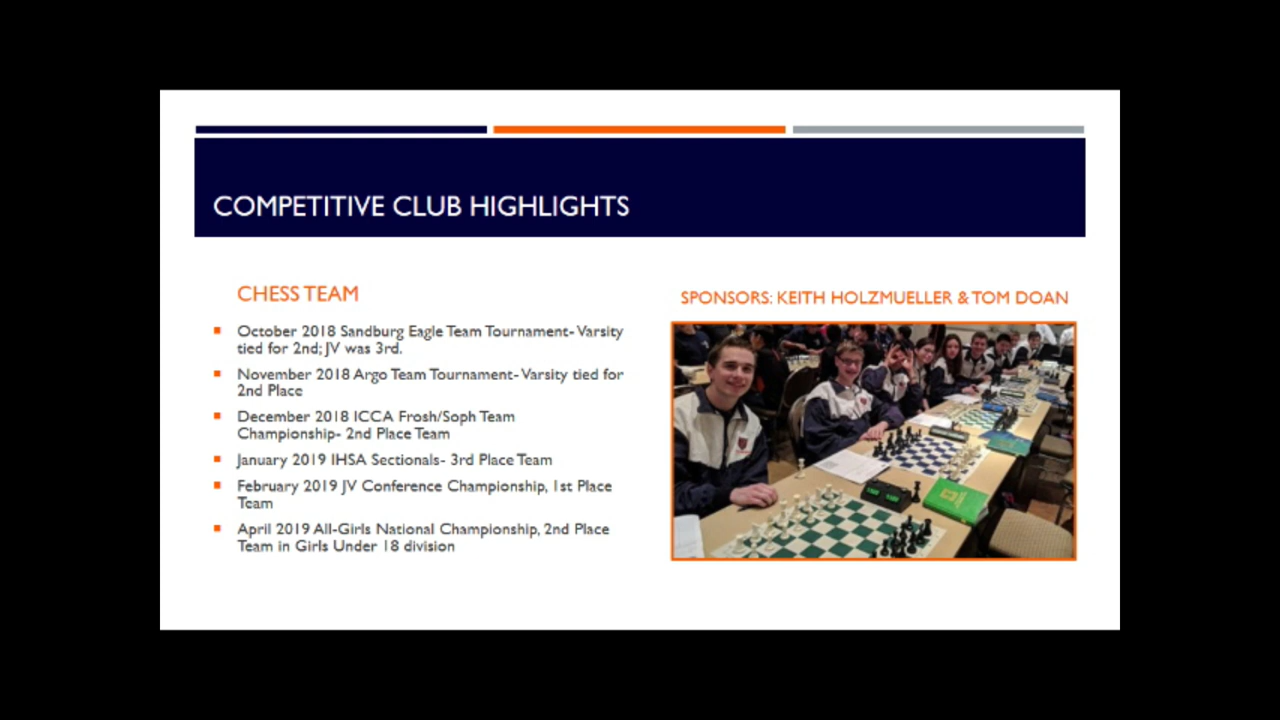 COMPETITIVE CLUB HIGHLIGHTS
CHESS TEAM
October 2018 Sandburg Eagle Team Tournament- Varsity
tied for 2nd; JV was 3rd.
November 2018 Argo Team Tournament- Varsity tied for
2nd Place
December 2018 ICCA Frosh/Soph Team
Championship- 2nd Place Team
January 2019 IHSA Sectionals- 3rd Place Team
February 2019 JV Conference Championship, 1st Place
Team
April 2019 All-Girls National Championship, 2nd Place
Team in Girls Under 18 division
SPONSORS: KEITH HOLZMUELLER & TOM DOAN